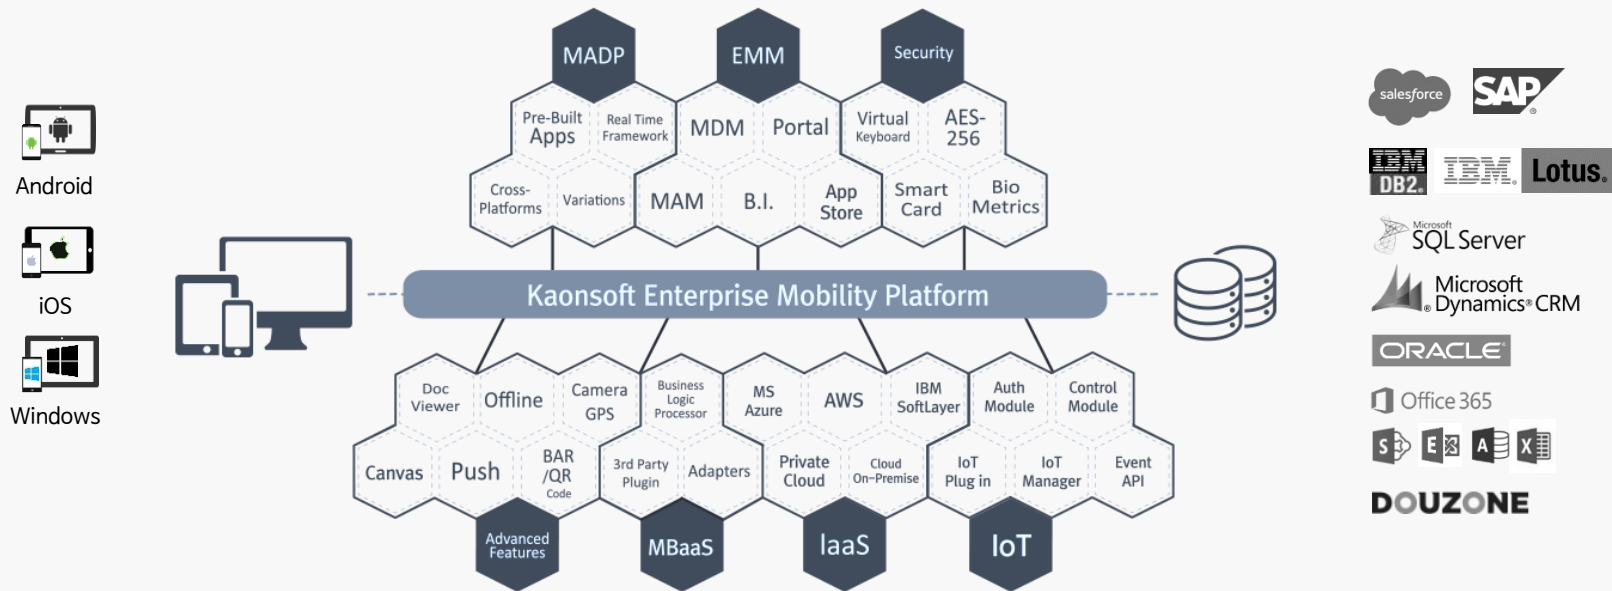 MADP
EMM
Security
Pre-Built
Apps
Real Time
Framework
MDM
Portal
Virtual
Keyboard
AES-
256
Cross-
Platforms
Variations
MAM
B.I.
App
Store
Smart
Card
Bio
Metrics
Android
iOS
Windows
Kaonsoft Enterprise Mobility Platform
Doc
Viewer
Offline
Camera
GPS
Business
Logic
Processor
MS
Azure
AWS
IBM
SoftLayer
Auth
Module
Control
Module
Canvas
Push
BAR
/QR
Code
3rd Party
Plugin
Adapters
Private
Cloud
Cloud
On-Premise
IoT
Plug in
IoT
Manager
Event
API
Advanced
Features
MBaaS
IaaS
IoT
salesforce
SAP
IBM
DB2.
IBM.
Lotus.
Microsoft
SQL Server
Microsoft
Dynamics® CRM
ORACLE
Office 365
S
E
A
X
DOUZONE